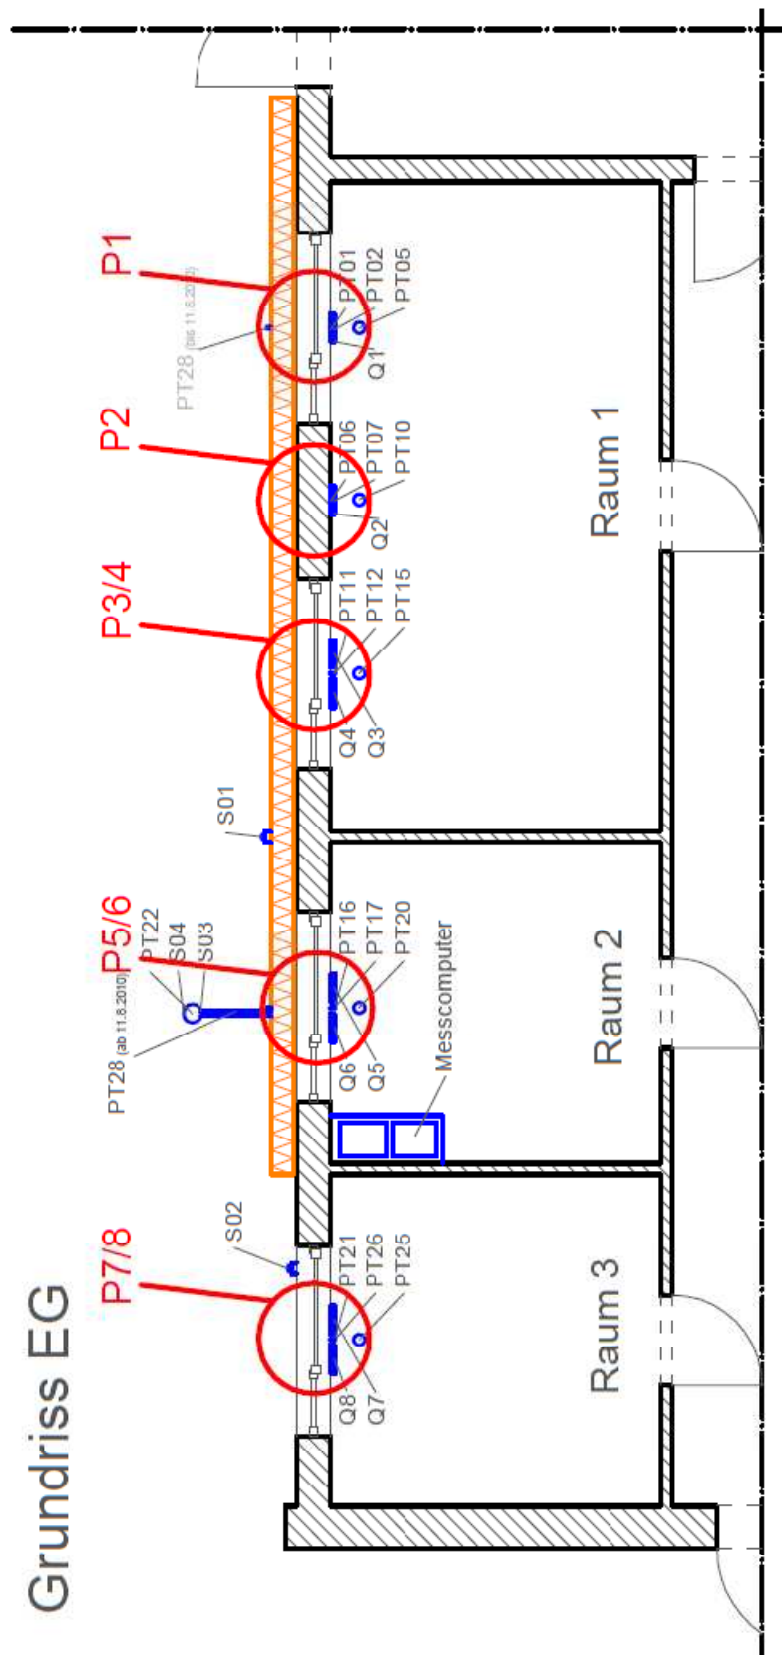 Grundriss EG
P7/8
P5/6
P3/4
P2
P1
PT28 (ab 11.8.2010)
PT22
S04
S03
PT28 (bis 11.8.2010)
S02
S01
Q8
Q7
PT21
PT26
PT25
Q6
Q5
PT16
PT17
PT20
Q4
Q3
PT11
PT12
PT15
Q2
PT06
PT07
PT10
Q1
PT01
PT02
PT05
Messcomputer
Raum 3
Raum 2
Raum 1